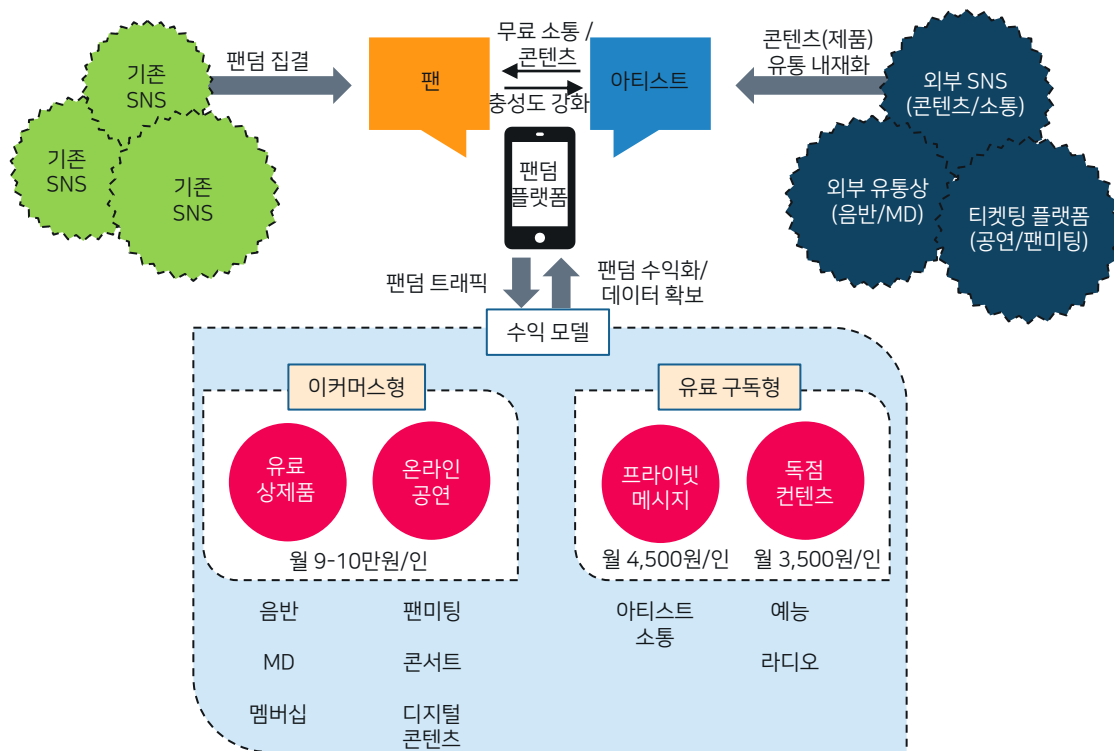 기존
SNS
기존
SNS
기존
SNS
팬덤 집결
팬
무료 소통 /
콘텐츠
충성도 강화
아티스트
콘텐츠(제품)
유통 내재화
외부 SNS
(콘텐츠/소통)
외부 유통상
(음반/MD)
티켓팅 플랫폼
(공연/팬미팅)
팬덤
플랫폼
팬덤 트래픽
팬덤 수익화/
데이터 확보
수익 모델
이커머스형
유료
상제품
온라인
공연
월 9-10만원/인
음반
팬미팅
MD
콘서트
멤버십
디지털
콘텐츠
유료 구독형
프라이빗
메시지
독점
컨텐츠
월 4,500원/인
월 3,500원/인
아티스트
소통
예능
라디오